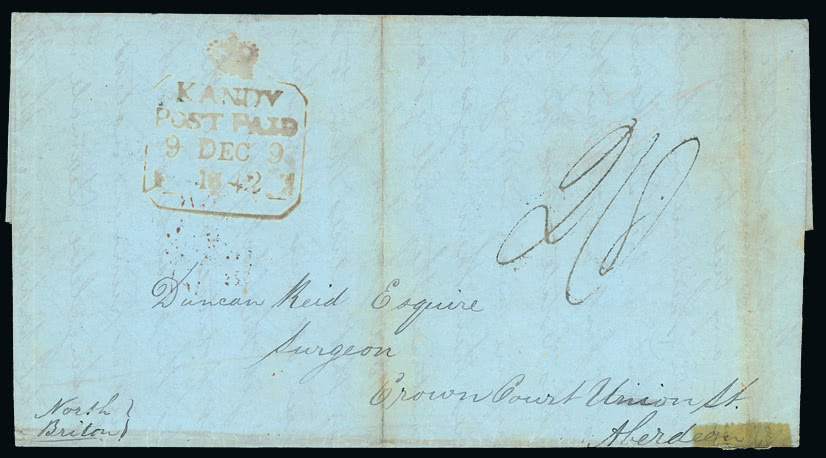 KANDY
POST PAID
9 DEC 9
1842
2/8
Duncan Reid Esquire
Surgeon
Crown Court Union St.
Aberdeen
North
Briton